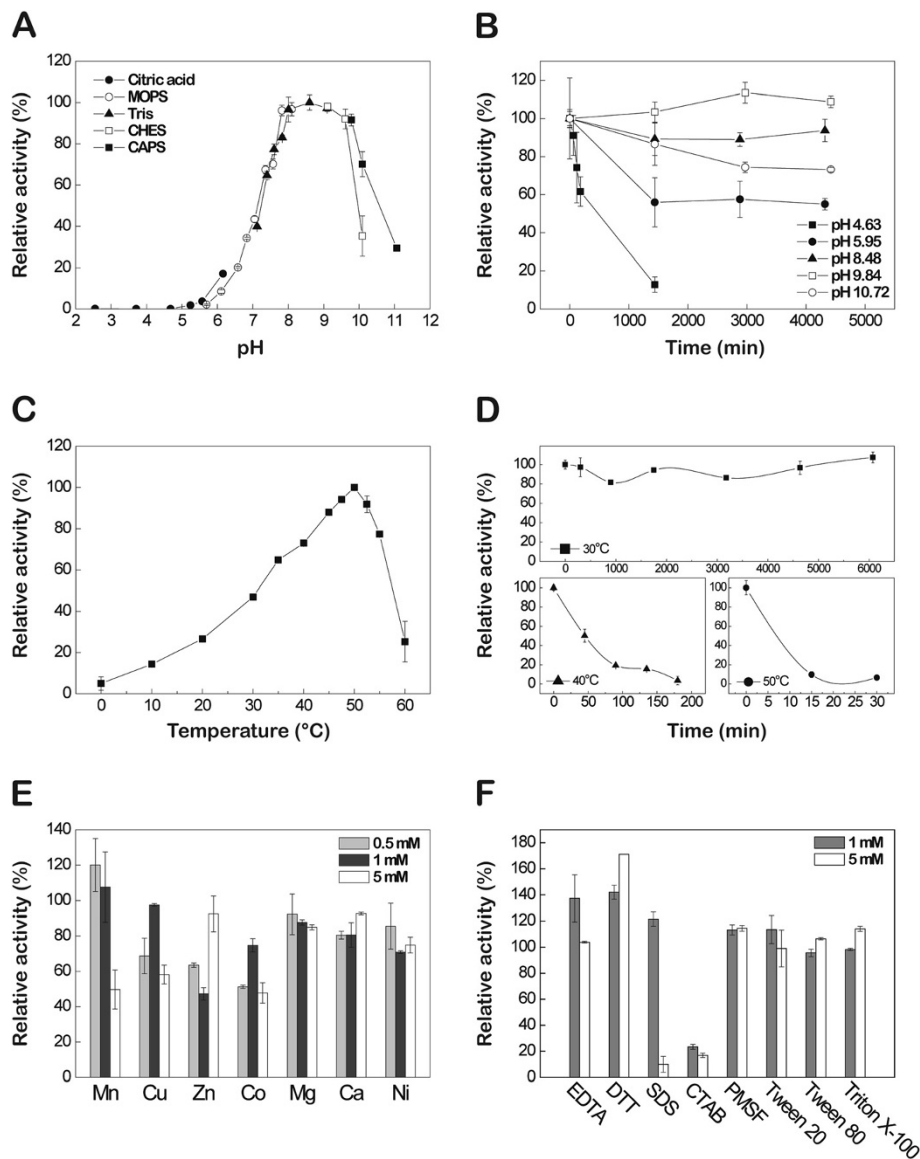 A
Relative activity (%)
120
100
80
60
40
20
0
Citric acid
MOPS
Tris
CHES
CAPS
2 3 4 5 6 7 8 9 10 11 12
pH
B
Relative activity (%)
120
100
80
60
40
20
0
pH 4.63
pH 5.95
pH 8.48
pH 9.84
pH 10.72
0 1000 2000 3000 4000 5000
Time (min)
C
Relative activity (%)
120
100
80
60
40
20
0
0 10 20 30 40 50 60
Temperature (°C)
D
Relative activity (%)
100
80
60
40
20
0
30°C
0 1000 2000 3000 4000 5000 6000
100
80
60
40
20
0
40°C
0 50 100 150 200
100
80
60
40
20
0
50°C
0 5 10 15 20 25 30
Time (min)
E
Relative activity (%)
140
120
100
80
60
40
20
0
0.5 mM
1 mM
5 mM
Mn Cu Zn Co Mg Ca Ni
F
Relative activity (%)
180
160
140
120
100
80
60
40
20
0
1 mM
5 mM
EDTA
DTT
SDS
CTAB
PMSF
Tween 20
Tween 80
Triton X-100